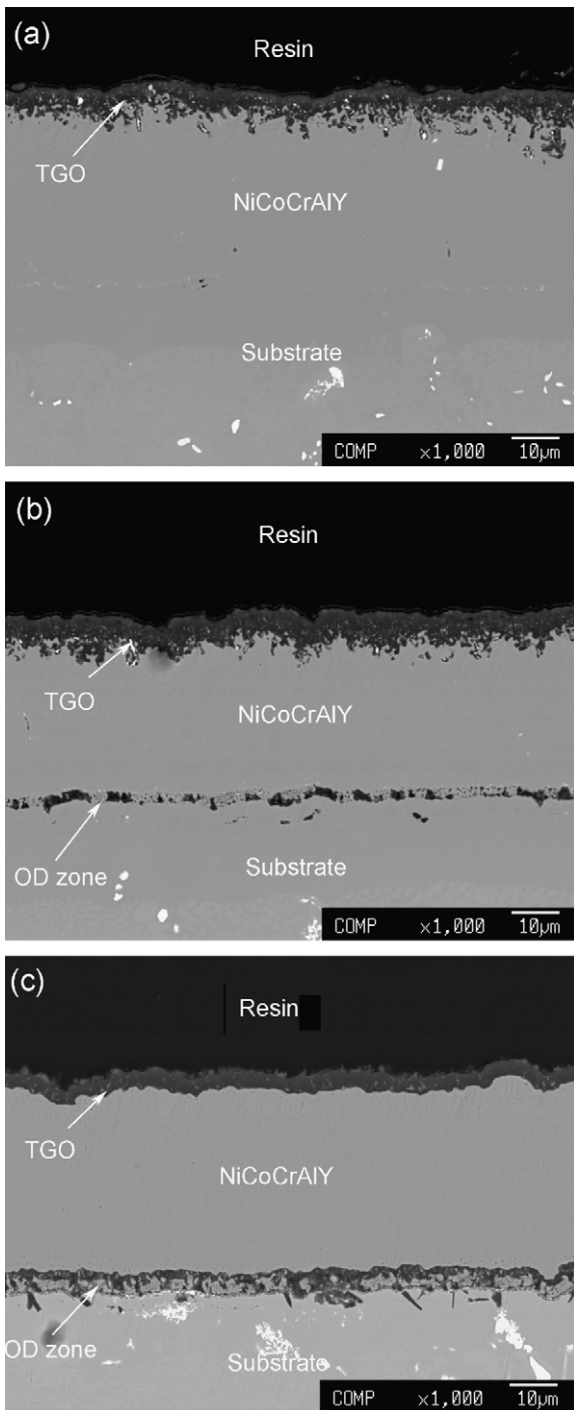 (a)
Resin
TGO
NiCoCrAlY
Substrate
COMP ×1,000 10µm
(b)
Resin
TGO
NiCoCrAlY
OD zone
Substrate
COMP ×1,000 10µm
(c)
Resin
TGO
NiCoCrAlY
OD zone
Substrate
COMP ×1,000 10µm